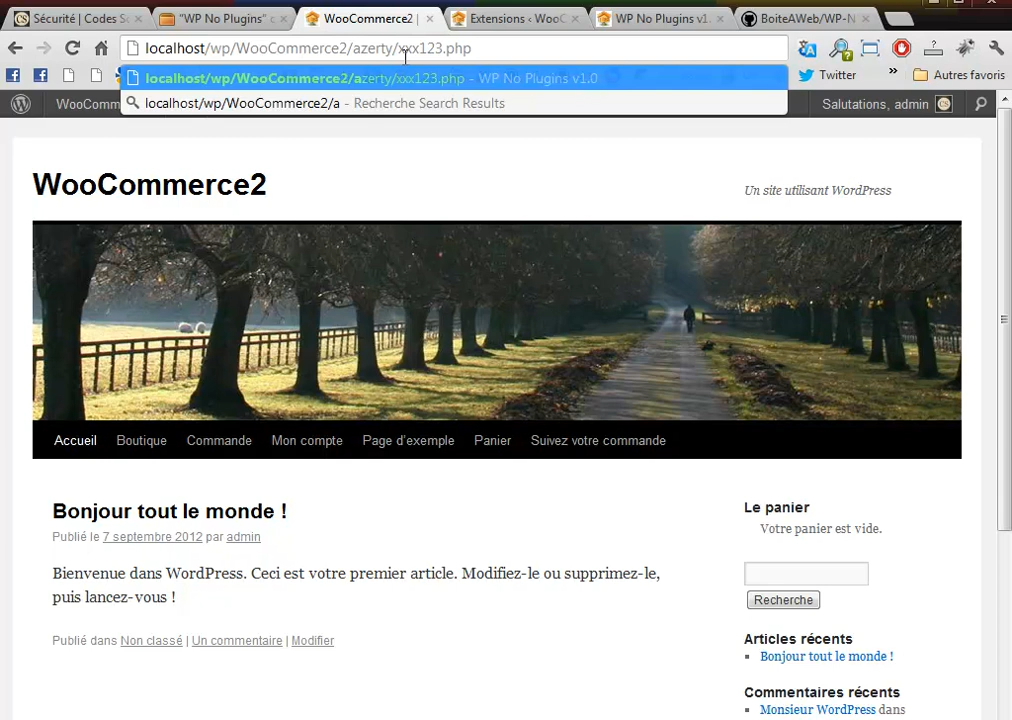 Sécurité | Codes S
"WP No Plugins" c
WooCommerce2 |
Extensions ‹ WooC
WP No Plugins v1.
BoiteAWeb/WP-N
localhost/wp/WooCommerce2/azerty/xxx123.php
localhost/wp/WooCommerce2/azerty/xxx123.php - WP No Plugins v1.0
Twitter
»
Autres favoris
localhost/wp/WooCommerce2/a - Recherche Search Results
WooComm
Salutations, admin
WooCommerce2
Un site utilisant WordPress
Accueil Boutique Commande Mon compte Page d'exemple Panier Suivez votre commande
Bonjour tout le monde !
Publié le 7 septembre 2012 par admin
Bienvenue dans WordPress. Ceci est votre premier article. Modifiez-le ou supprimez-le,
puis lancez-vous !
Publié dans Non classé | Un commentaire | Modifier
Le panier
Votre panier est vide.
Recherche
Articles récents
Bonjour tout le monde !
Commentaires récents
Monsieur WordPress dans